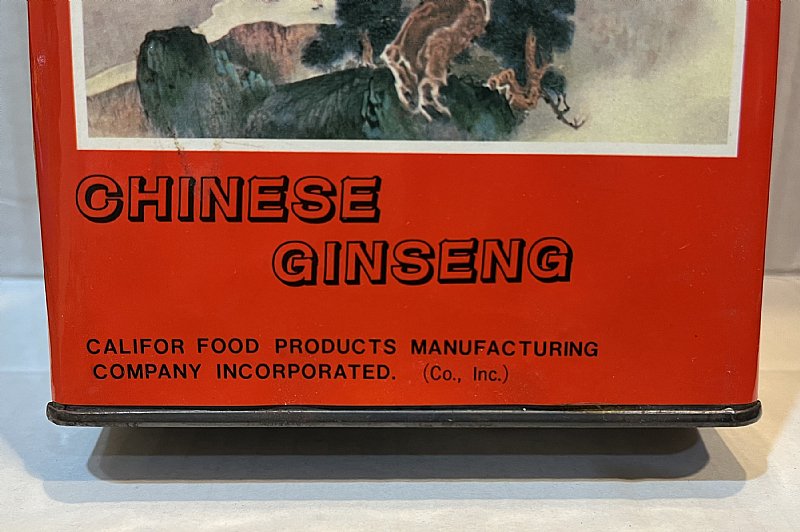 CHINESE
GINSENG
CALIFOR FOOD PRODUCTS MANUFACTURING
COMPANY INCORPORATED. (Co., Inc.)